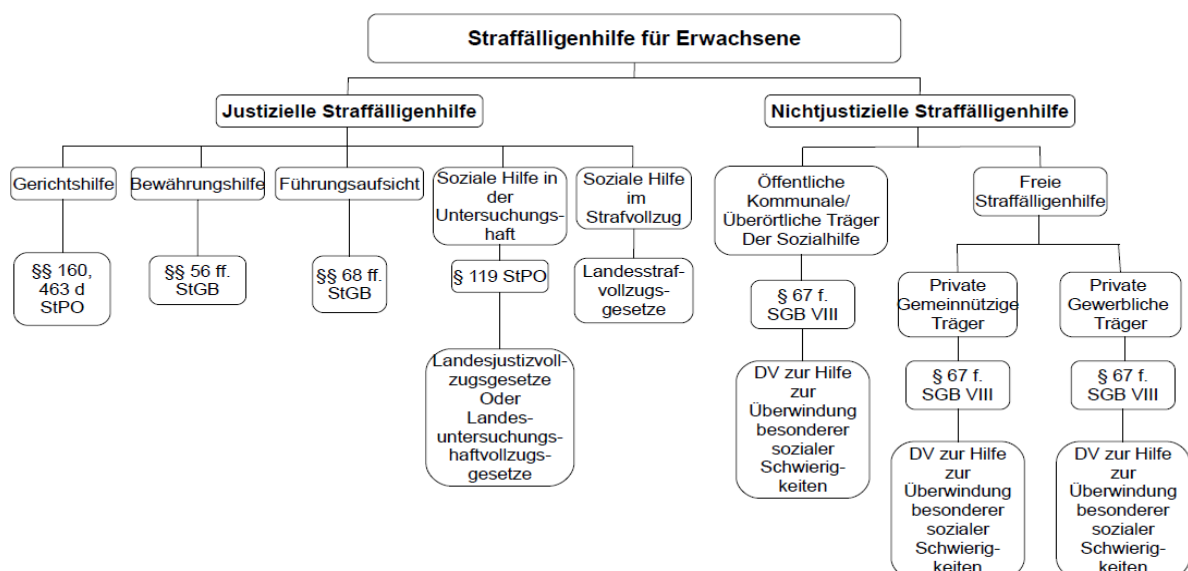 Straffälligenhilfe für Erwachsene
Justizielle Straffälligenhilfe
Nichtjustizielle Straffälligenhilfe
Gerichtshilfe
Bewährungshilfe
Führungsaufsicht
Soziale Hilfe in
der
Untersuchungs-
haft
Soziale Hilfe
im
Strafvollzug
Öffentliche
Kommunale/
Überörtliche Träger
Der Sozialhilfe
Freie
Straffälligenhilfe
§§ 160,
463 d
StPO
§§ 56 ff.
StGB
§§ 68 ff.
StGB
§ 119 StPO
Landesstraf-
vollzugs-
gesetze
§ 67 f.
SGB VIII
Private
Gemeinnützige
Träger
Private
Gewerbliche
Träger
Landesjustizvoll-
zugsgesetze
Oder
Landes-
untersuchungs-
haftvollzugs-
gesetze
DV zur Hilfe
zur
Überwindung
besonderer
sozialer
Schwierig-
keiten
§ 67 f.
SGB VIII
§ 67 f.
SGB VIII
DV zur Hilfe
zur
Überwindung
besonderer
sozialer
Schwierig-
keiten
DV zur Hilfe
zur
Überwindung
besonderer
sozialer
Schwierig-
keiten